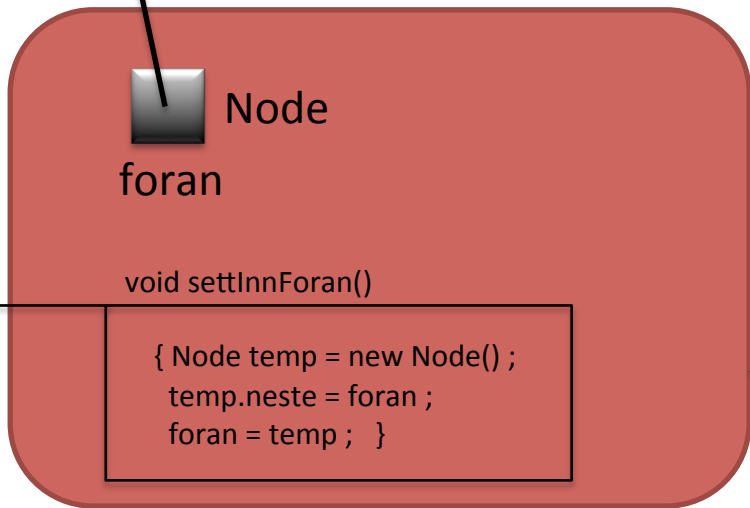 Node
foran
void settInnForan()
{ Node temp = new Node() ;
temp.neste = foran ;
foran = temp ; }